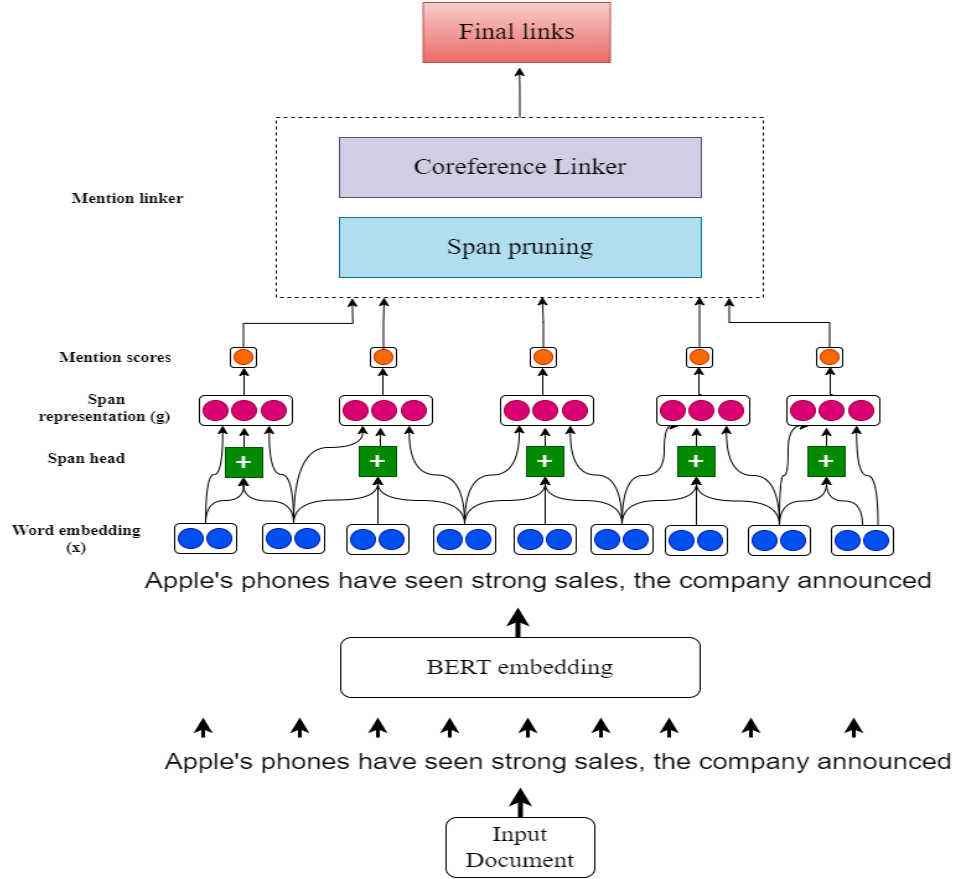 Final links
Coreference Linker
Mention linker
Span pruning
Mention scores
Span
representation (g)
Span head
+ + + + +
Word embedding
(x)
Apple's phones have seen strong sales, the company announced
BERT embedding
Apple's phones have seen strong sales, the company announced
Input
Document